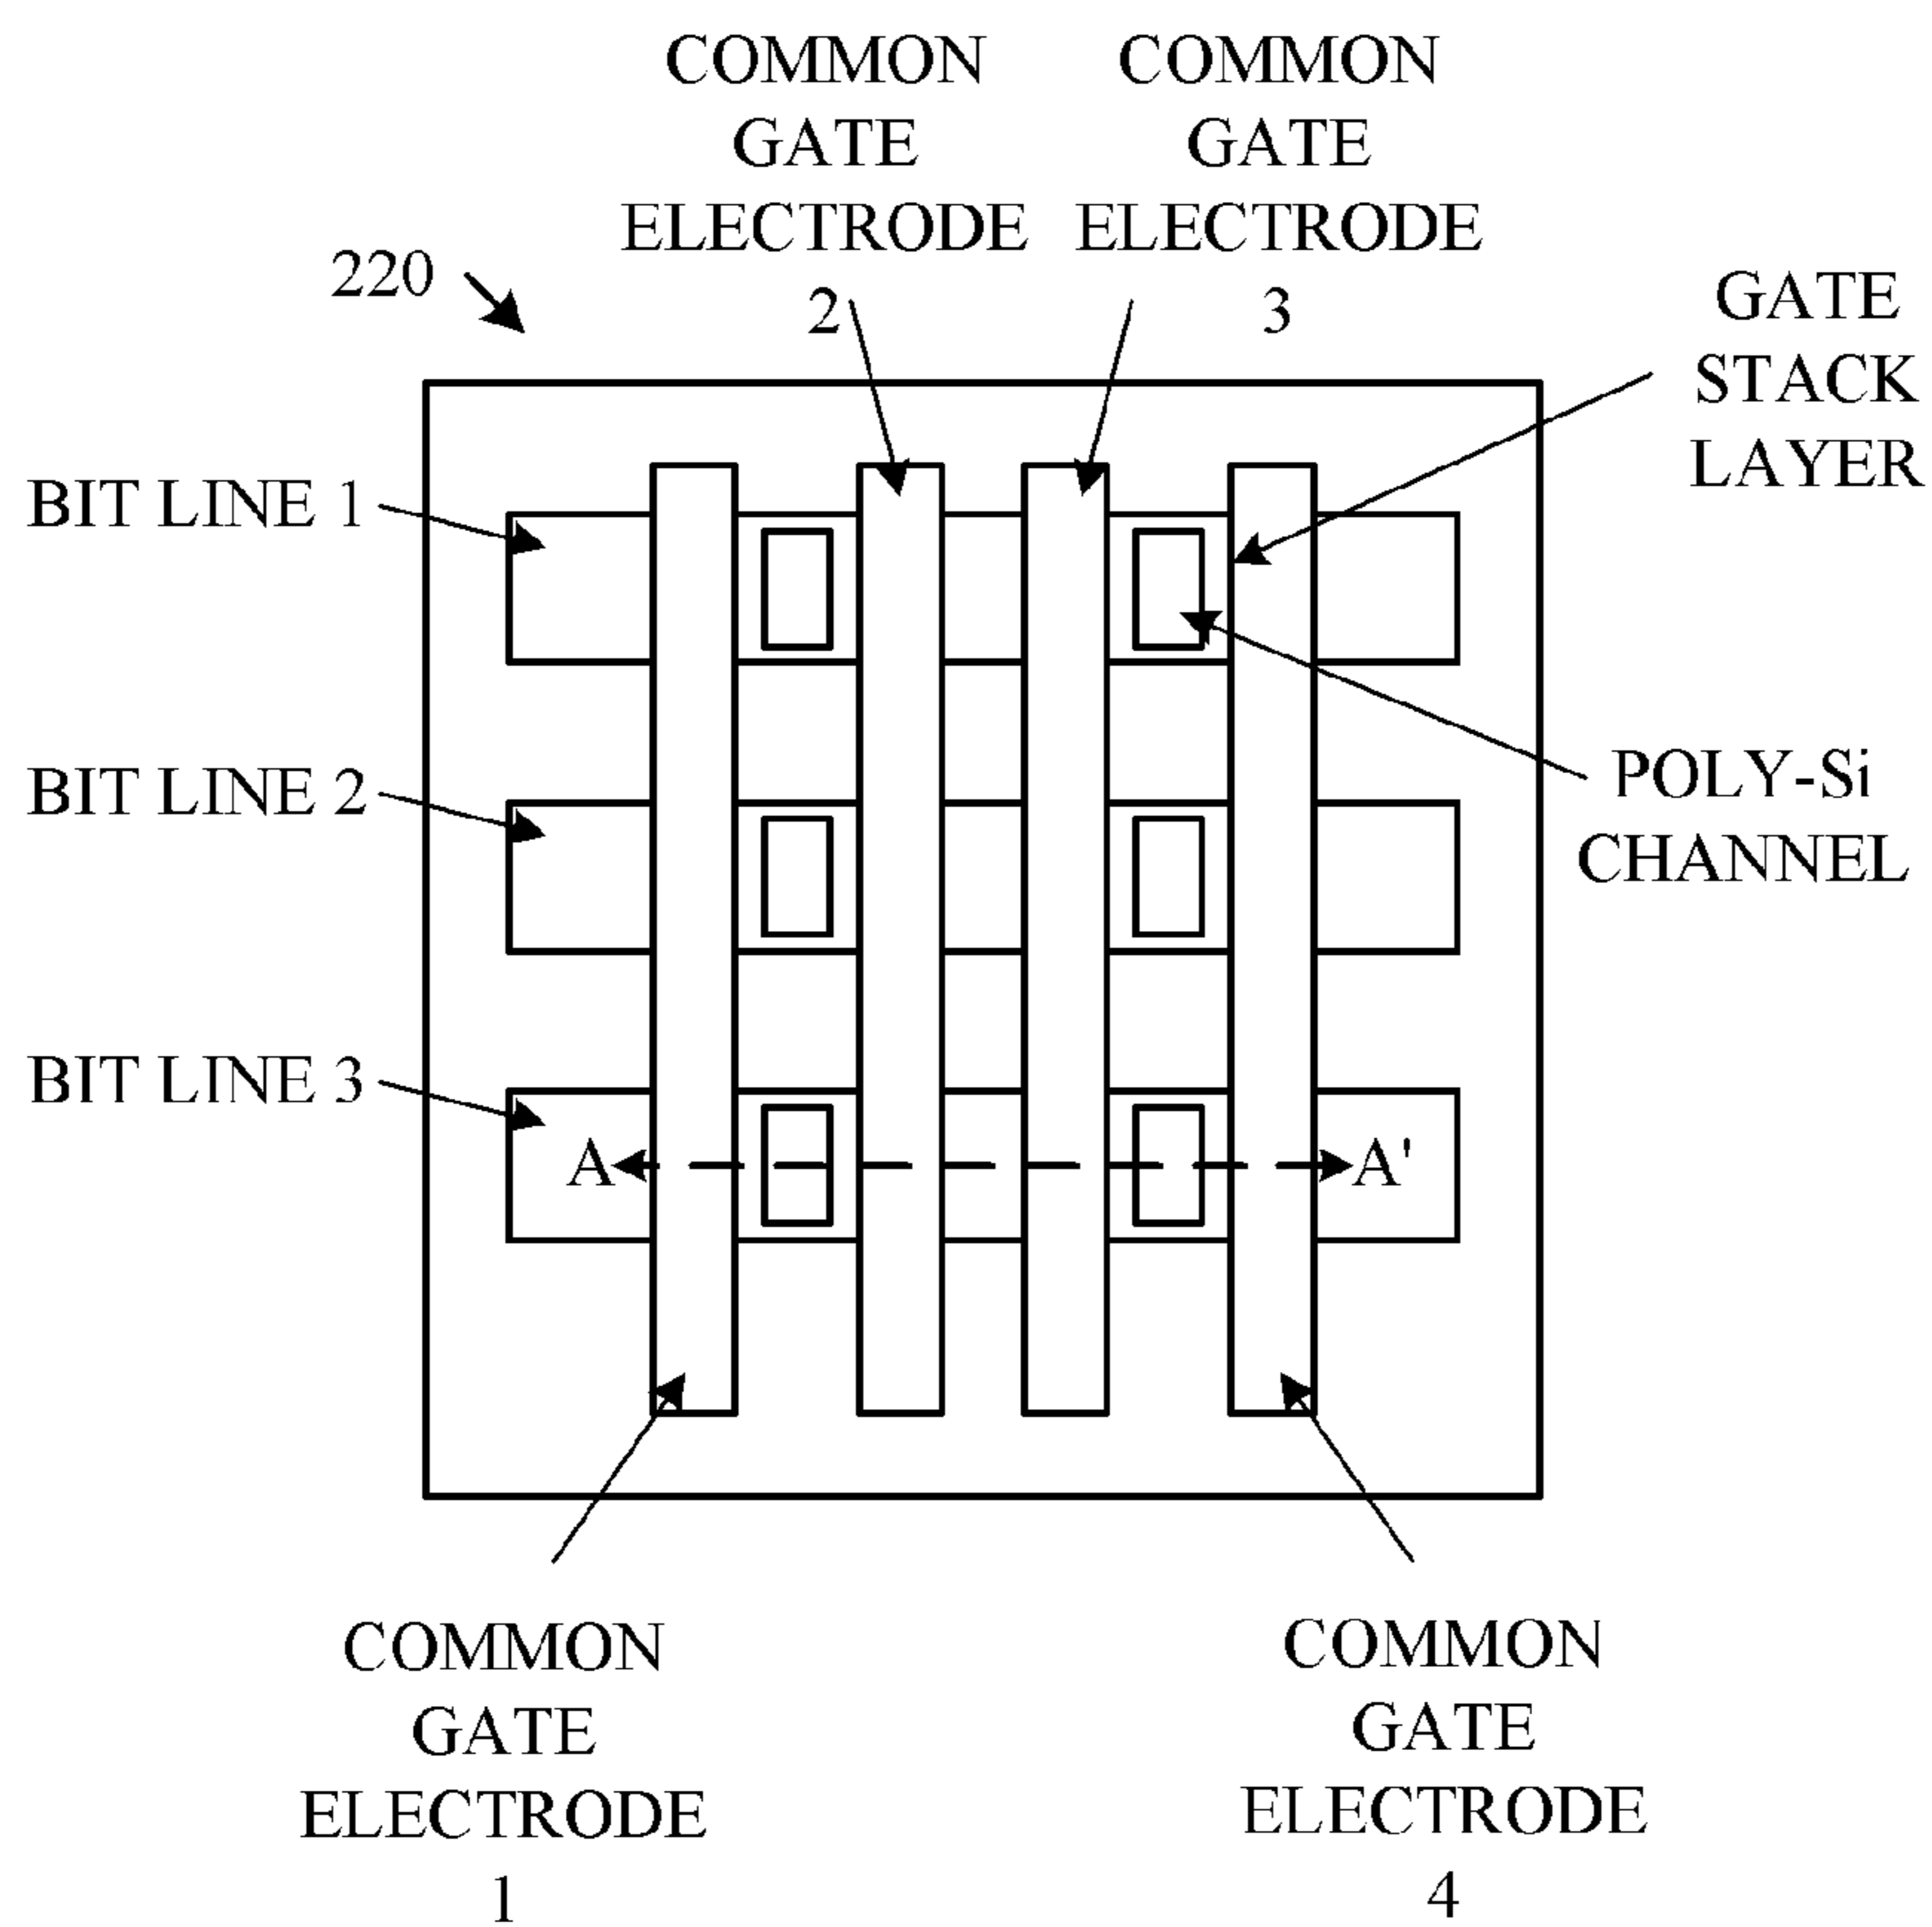 COMMON
GATE
ELECTRODE
2
COMMON
GATE
ELECTRODE
3
220
GATE
STACK
LAYER
BIT LINE 1
BIT LINE 2
POLY-Si
CHANNEL
BIT LINE 3
A
A'
COMMON
GATE
ELECTRODE
1
COMMON
GATE
ELECTRODE
4